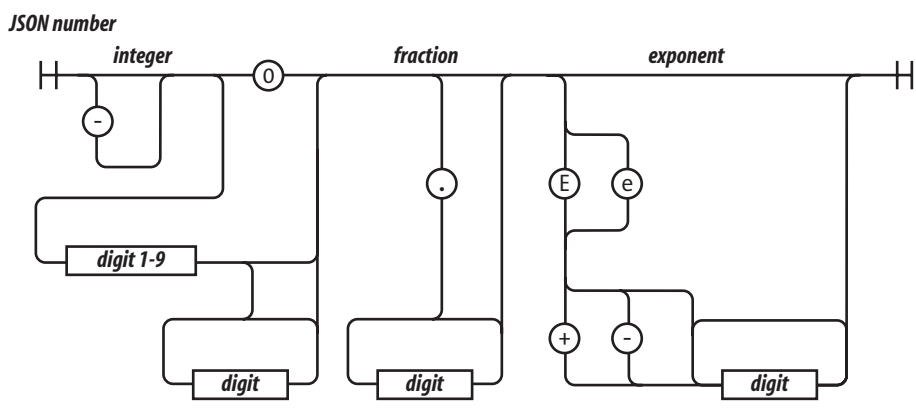 JSON number
integer fraction exponent
0
-
. E e
digit 1-9
+ -
digit digit digit